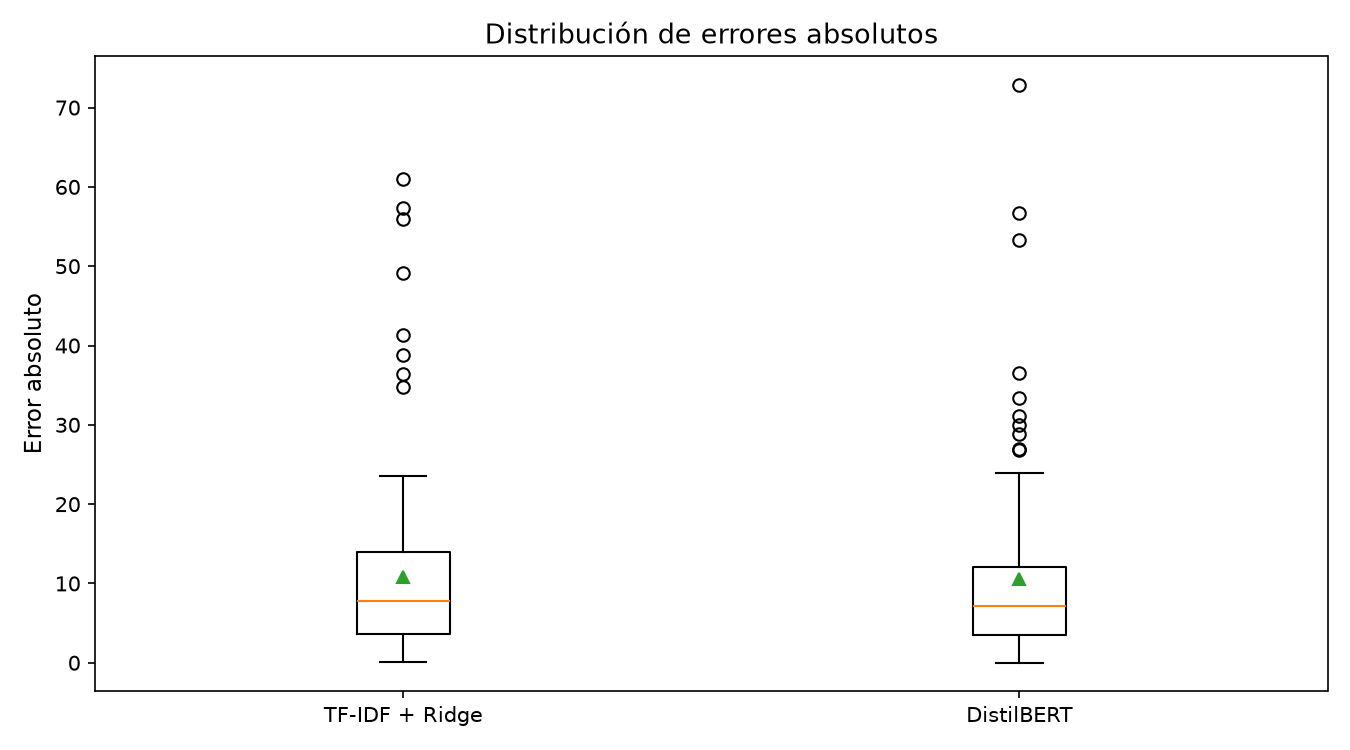 Distribución de errores absolutos
Error absoluto
70
60
50
40
30
20
10
0
TF-IDF + Ridge
DistilBERT